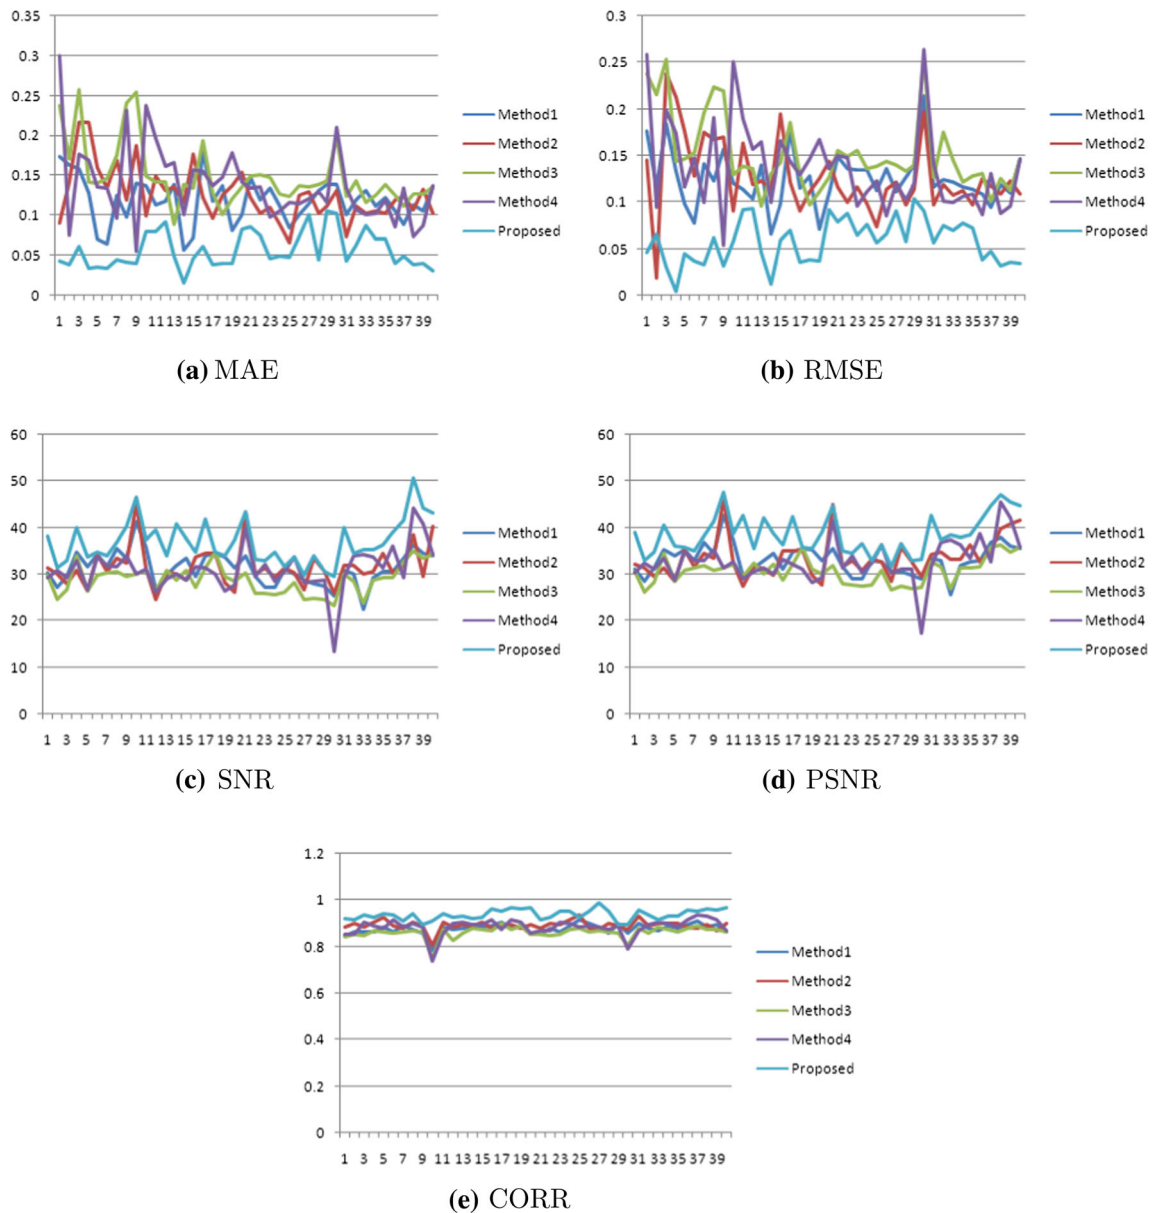 0.35
0.3
0.25
0.2
0.15
0.1
0.05
0
1 3 5 7 9 11 13 15 17 19 21 23 25 27 29 31 33 35 37 39
Method1
Method2
Method3
Method4
Proposed
(a) MAE
0.3
0.25
0.2
0.15
0.1
0.05
0
1 3 5 7 9 11 13 15 17 19 21 23 25 27 29 31 33 35 37 39
Method1
Method2
Method3
Method4
Proposed
(b) RMSE
60
50
40
30
20
10
0
1 3 5 7 9 11 13 15 17 19 21 23 25 27 29 31 33 35 37 39
Method1
Method2
Method3
Method4
Proposed
(c) SNR
60
50
40
30
20
10
0
1 3 5 7 9 11 13 15 17 19 21 23 25 27 29 31 33 35 37 39
Method1
Method2
Method3
Method4
Proposed
(d) PSNR
1.2
1
0.8
0.6
0.4
0.2
0
1 3 5 7 9 11 13 15 17 19 21 23 25 27 29 31 33 35 37 39
Method1
Method2
Method3
Method4
Proposed
(e) CORR